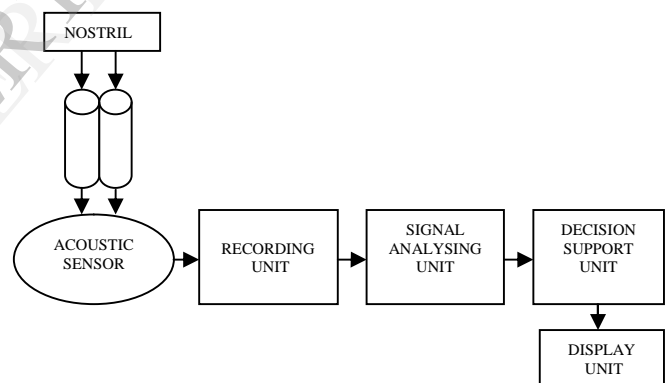 NOSTRIL
ACOUSTIC
SENSOR
RECORDING
UNIT
SIGNAL
ANALYSING
UNIT
DECISION
SUPPORT
UNIT
DISPLAY
UNIT